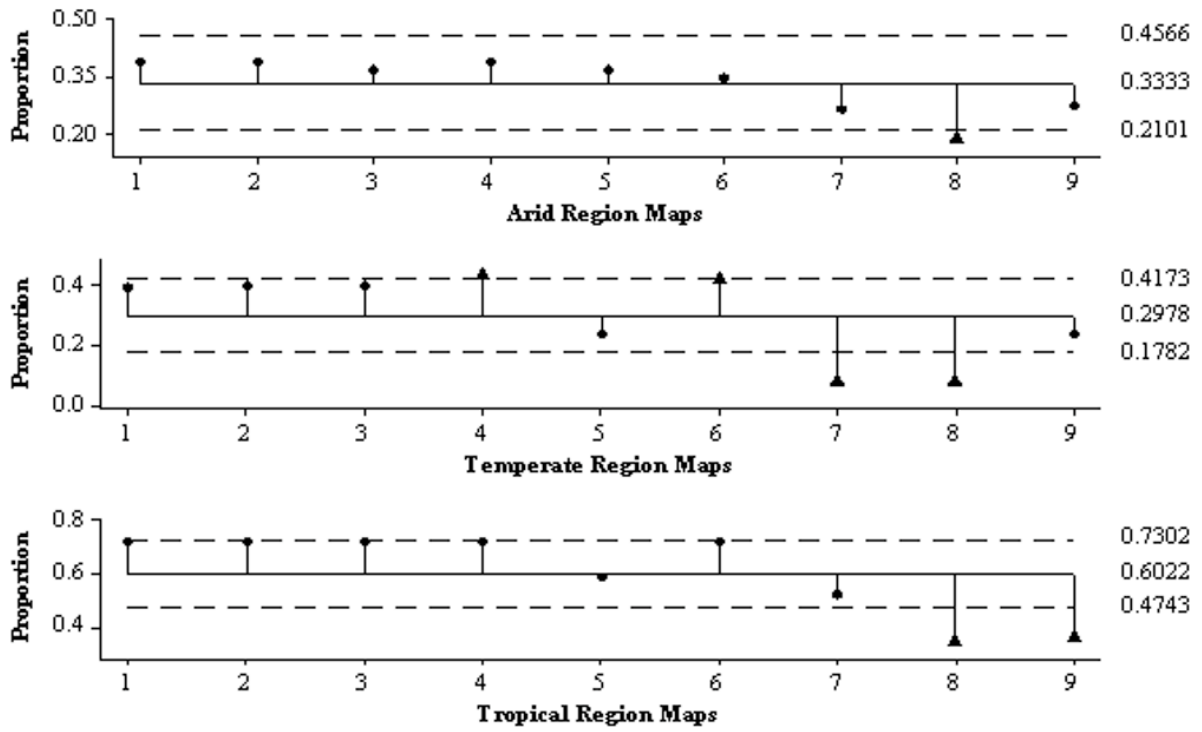 Proportion
0.50
0.35
0.20
0.4566
0.3333
0.2101
1 2 3 4 5 6 7 8 9
Arid Region Maps
Proportion
0.4
0.2
0.0
0.4173
0.2978
0.1782
1 2 3 4 5 6 7 8 9
Temperate Region Maps
Proportion
0.8
0.6
0.4
0.7302
0.6022
0.4743
1 2 3 4 5 6 7 8 9
Tropical Region Maps